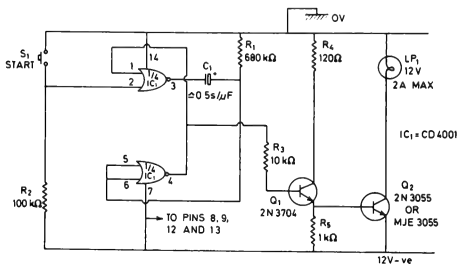 0V
S1
START
14
1
2
1/4
IC1
3
C1
+
≏0.5s/µF
R1
680kΩ
R4
120Ω
LP1
12V
2A MAX
IC1 = CD4001
5
6
1/4
IC1
4
7
R3
10kΩ
R2
100kΩ
Q1
2N3704
Q2
2N3055
OR
MJE3055
R5
1kΩ
TO PINS 8, 9,
12 AND 13
12V-ve